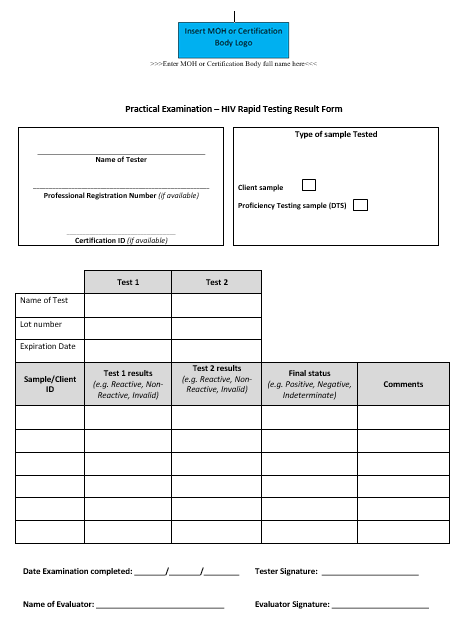 Insert MOH or Certification
Body Logo
>>>Enter MOH or Certification Body full name here<<<
Practical Examination – HIV Rapid Testing Result Form
Name of Tester
Professional Registration Number (if available)
Certification ID (if available)
Type of sample Tested
Client sample
Proficiency Testing sample (DTS)
Test 1 Test 2
Name of Test
Lot number
Expiration Date
Sample/Client
ID
Test 1 results
(e.g. Reactive, Non-
Reactive, Invalid)
Test 2 results
(e.g. Reactive, Non-
Reactive, Invalid)
Final status
(e.g. Positive, Negative,
Indeterminate)
Comments
Date Examination completed: _______/_______/________ Tester Signature: ______________________
Name of Evaluator: _____________________________ Evaluator Signature: ______________________